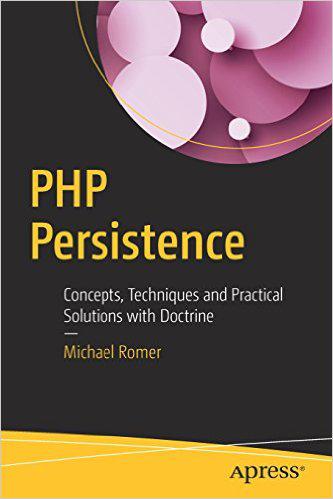 PHP
Persistence
Concepts, Techniques and Practical
Solutions with Doctrine
—
Michael Romer
Apress®